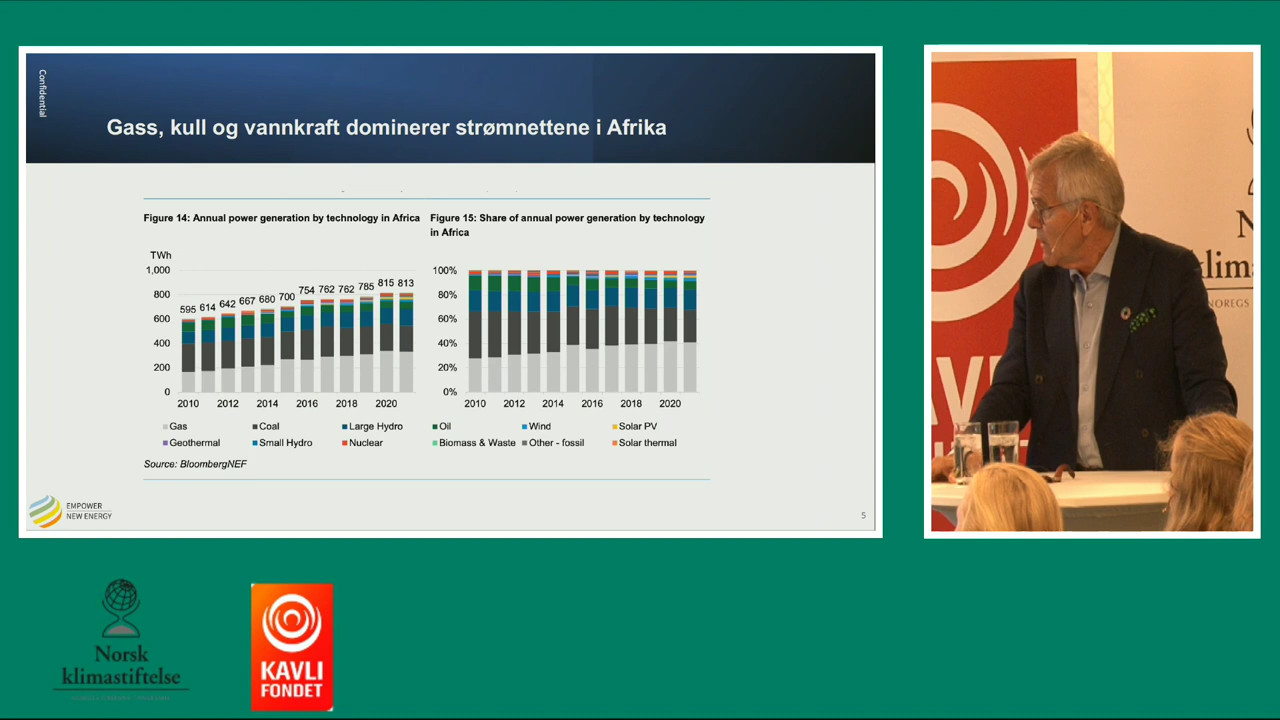 Confidential
Gass, kull og vannkraft dominerer strømnettene i Afrika
Figure 14: Annual power generation by technology in Africa
TWh
1,000
800
600
400
200
0
595 614 642 667 680 700 754 762 762 785 815 813
2010 2012 2014 2016 2018 2020
Figure 15: Share of annual power generation by technology
in Africa
100%
80%
60%
40%
20%
0%
2010 2012 2014 2016 2018 2020
Gas Coal Large Hydro Oil Wind Solar PV
Geothermal Small Hydro Nuclear Biomass & Waste Other - fossil Solar thermal
Source: BloombergNEF
EMPOWER
NEW ENERGY
5
Norsk
klimastiftelse
KAVLI
FONDET
NOREGS